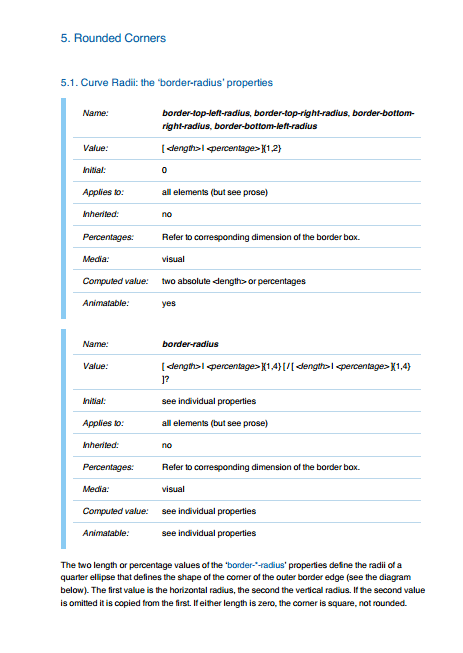 5. Rounded Corners
5.1. Curve Radii: the ‘border-radius’ properties
Name: border-top-left-radius, border-top-right-radius, border-bottom-
right-radius, border-bottom-left-radius
Value: [ <length> | <percentage> ]{1,2}
Initial: 0
Applies to: all elements (but see prose)
Inherited: no
Percentages: Refer to corresponding dimension of the border box.
Media: visual
Computed value: two absolute <length> or percentages
Animatable: yes
Name: border-radius
Value: [ <length> | <percentage> ]{1,4} [ / [ <length> | <percentage> ]{1,4}
]?
Initial: see individual properties
Applies to: all elements (but see prose)
Inherited: no
Percentages: Refer to corresponding dimension of the border box.
Media: visual
Computed value: see individual properties
Animatable: see individual properties
The two length or percentage values of the ‘border-*-radius’ properties define the radii of a
quarter ellipse that defines the shape of the corner of the outer border edge (see the diagram
below). The first value is the horizontal radius, the second the vertical radius. If the second value
is omitted it is copied from the first. If either length is zero, the corner is square, not rounded.